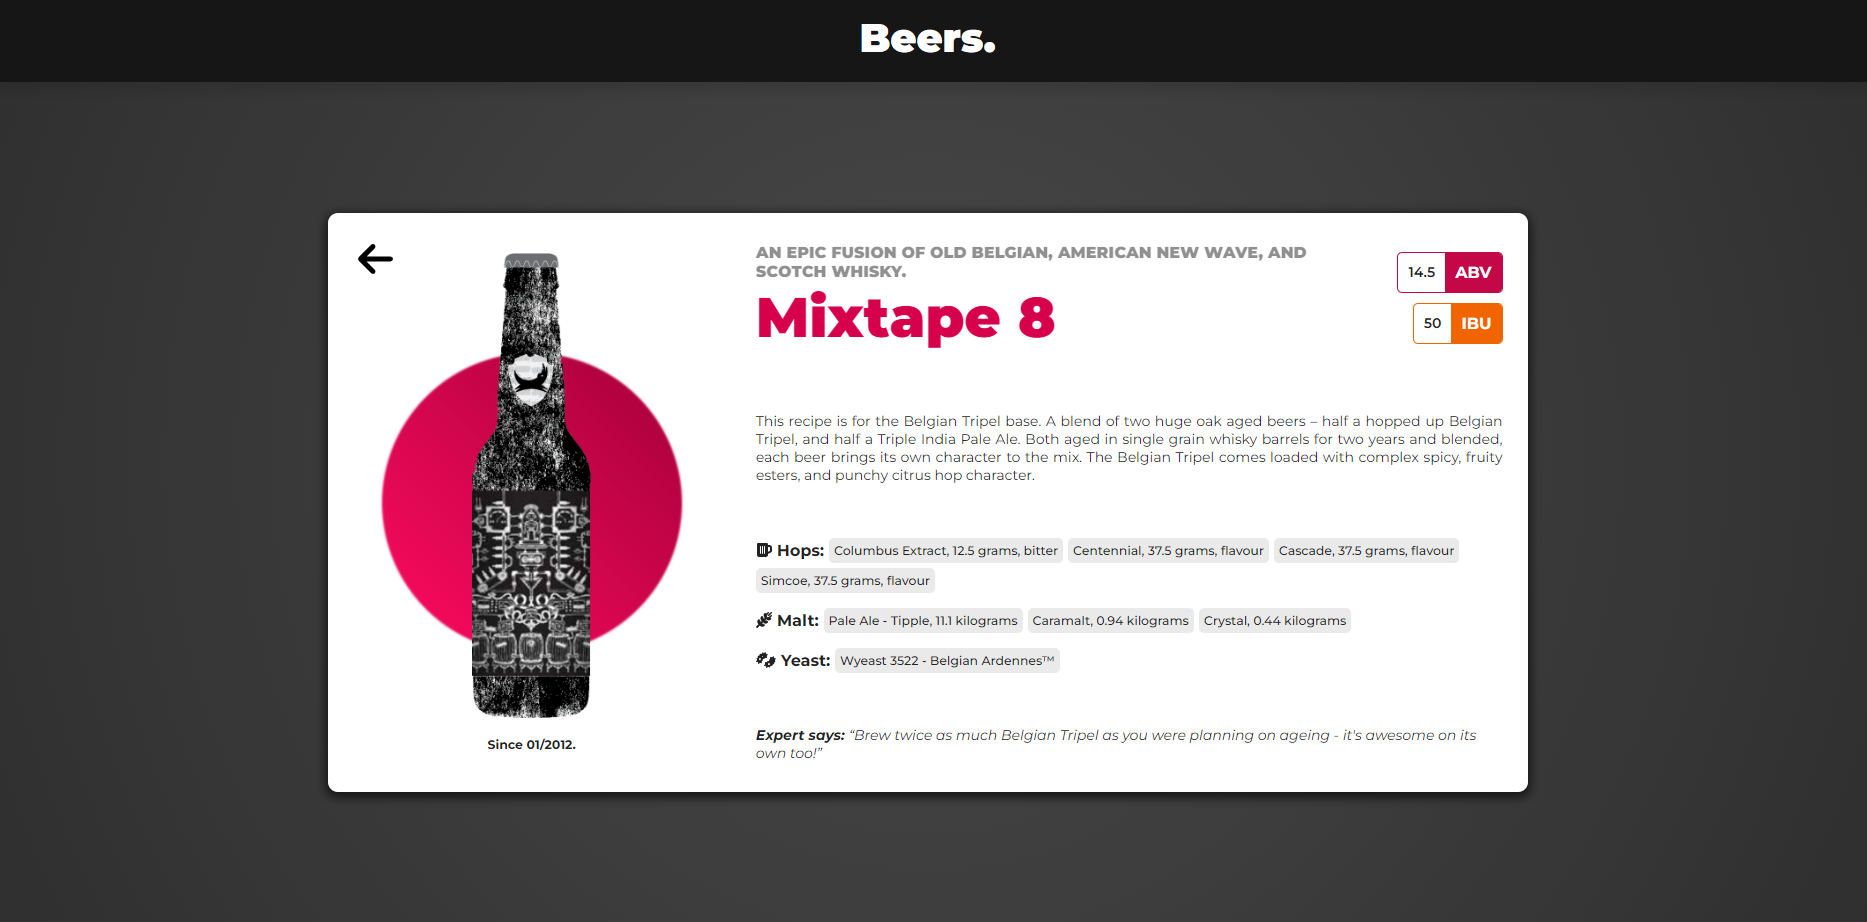 Beers.
AN EPIC FUSION OF OLD BELGIAN, AMERICAN NEW WAVE, AND
SCOTCH WHISKY.
Mixtape 8
14.5 ABV
50 IBU
This recipe is for the Belgian Tripel base. A blend of two huge oak aged beers – half a hopped up Belgian
Tripel, and half a Triple India Pale Ale. Both aged in single grain whisky barrels for two years and blended,
each beer brings its own character to the mix. The Belgian Tripel comes loaded with complex spicy, fruity
esters, and punchy citrus hop character.
Hops: Columbus Extract, 12.5 grams, bitter Centennial, 37.5 grams, flavour Cascade, 37.5 grams, flavour
Simcoe, 37.5 grams, flavour
Malt: Pale Ale - Tipple, 11.1 kilograms Caramalt, 0.94 kilograms Crystal, 0.44 kilograms
Yeast: Wyeast 3522 - Belgian Ardennes™
Expert says: “Brew twice as much Belgian Tripel as you were planning on ageing - it's awesome on its
own too!”
Since 01/2012.